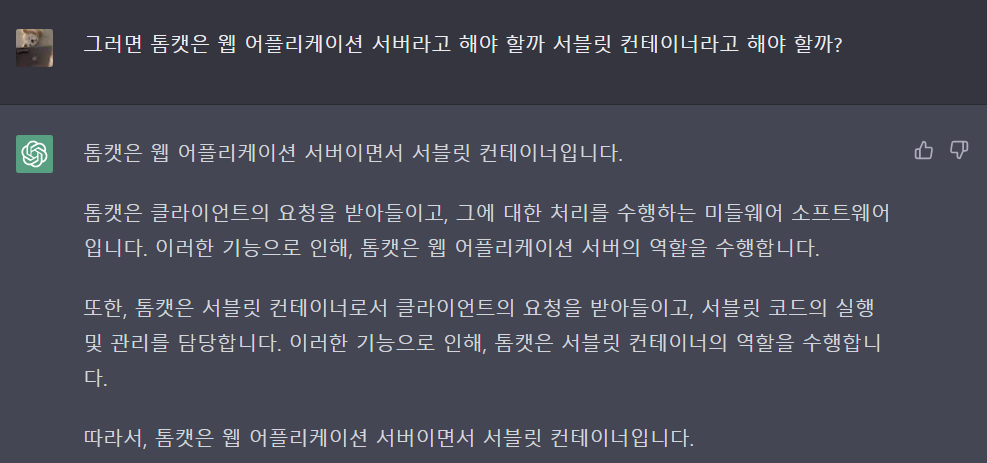 그러면 톰캣은 웹 어플리케이션 서버라고 해야 할까 서블릿 컨테이너라고 해야 할까?
톰캣은 웹 어플리케이션 서버이면서 서블릿 컨테이너입니다.
톰캣은 클라이언트의 요청을 받아들이고, 그에 대한 처리를 수행하는 미들웨어 소프트웨어
입니다. 이러한 기능으로 인해, 톰캣은 웹 어플리케이션 서버의 역할을 수행합니다.
또한, 톰캣은 서블릿 컨테이너로서 클라이언트의 요청을 받아들이고, 서블릿 코드의 실행
및 관리를 담당합니다. 이러한 기능으로 인해, 톰캣은 서블릿 컨테이너의 역할을 수행합니
다.
따라서, 톰캣은 웹 어플리케이션 서버이면서 서블릿 컨테이너입니다.